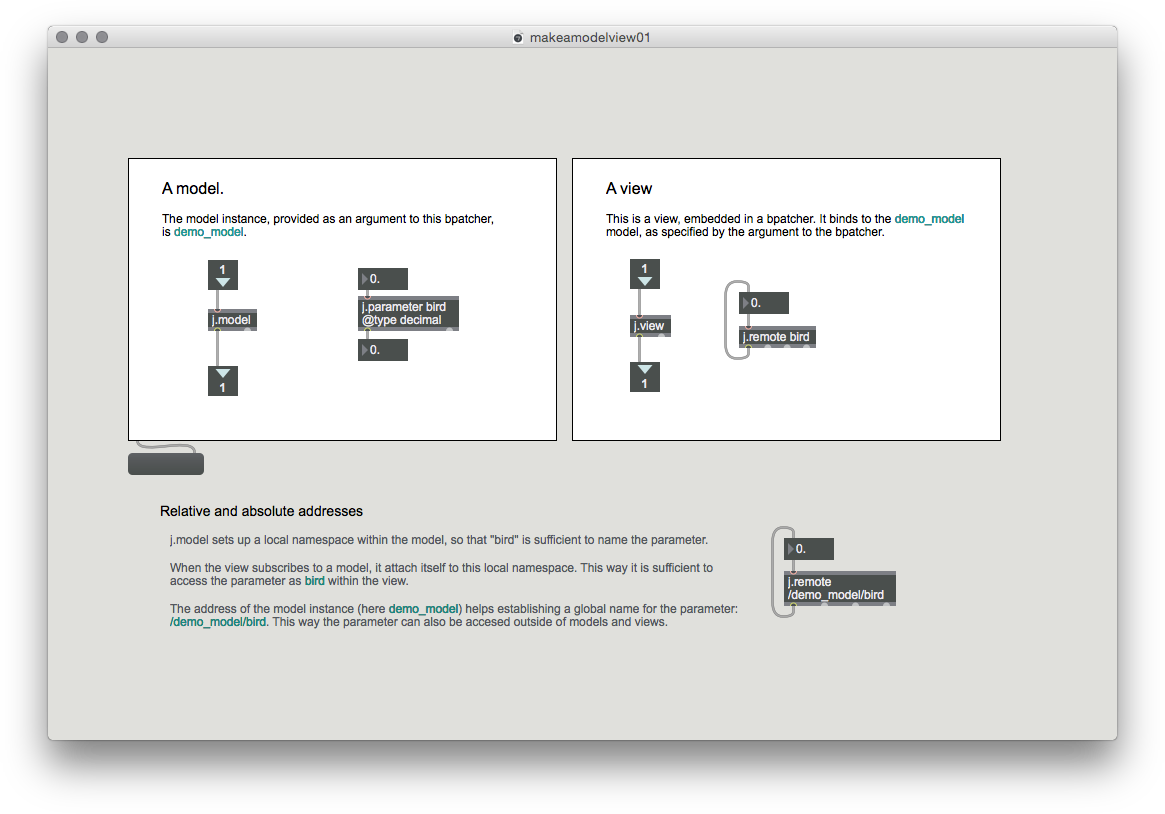 makeamodelview01
A model.
The model instance, provided as an argument to this bpatcher,
is demo_model.
1
j.model
1
0.
j.parameter bird
@type decimal
0.
A view
This is a view, embedded in a bpatcher. It binds to the demo_model
model, as specified by the argument to the bpatcher.
1
j.view
1
0.
j.remote bird
Relative and absolute addresses
j.model sets up a local namespace within the model, so that "bird" is sufficient to name the parameter.
When the view subscribes to a model, it attach itself to this local namespace. This way it is sufficient to
access the parameter as bird within the view.
The address of the model instance (here demo_model) helps establishing a global name for the parameter:
/demo_model/bird. This way the parameter can also be accesed outside of models and views.
0.
j.remote
/demo_model/bird